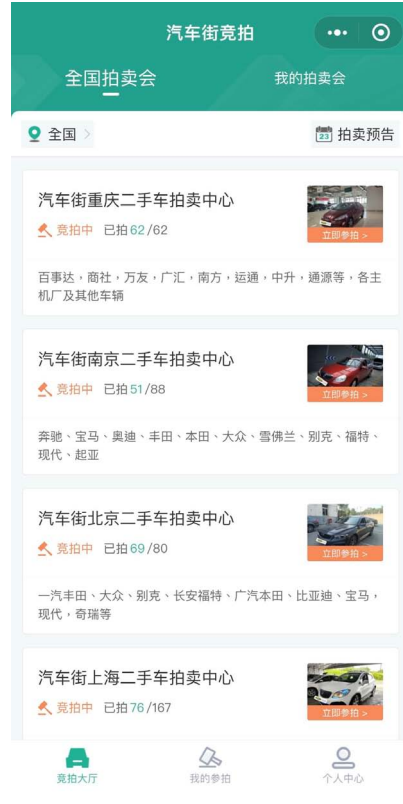 汽车街竞拍
全国拍卖会
我的拍卖会
全国 >
23 拍卖预告
汽车街重庆二手车拍卖中心
竞拍中 已拍62/62
立即参拍 >
百事达，商社，万友，广汇，南方，运通，中升，通源等，各主
机厂及其他车辆
汽车街南京二手车拍卖中心
竞拍中 已拍51/88
立即参拍 >
奔驰、宝马、奥迪、丰田、本田、大众、雪佛兰、别克、福特、
现代、起亚
汽车街北京二手车拍卖中心
竞拍中 已拍69/80
立即参拍 >
一汽丰田、大众、别克、长安福特、广汽本田、比亚迪、宝马，
现代，奇瑞等
汽车街上海二手车拍卖中心
竞拍中 已拍76/167
立即参拍 >
竞拍大厅
我的参拍
个人中心